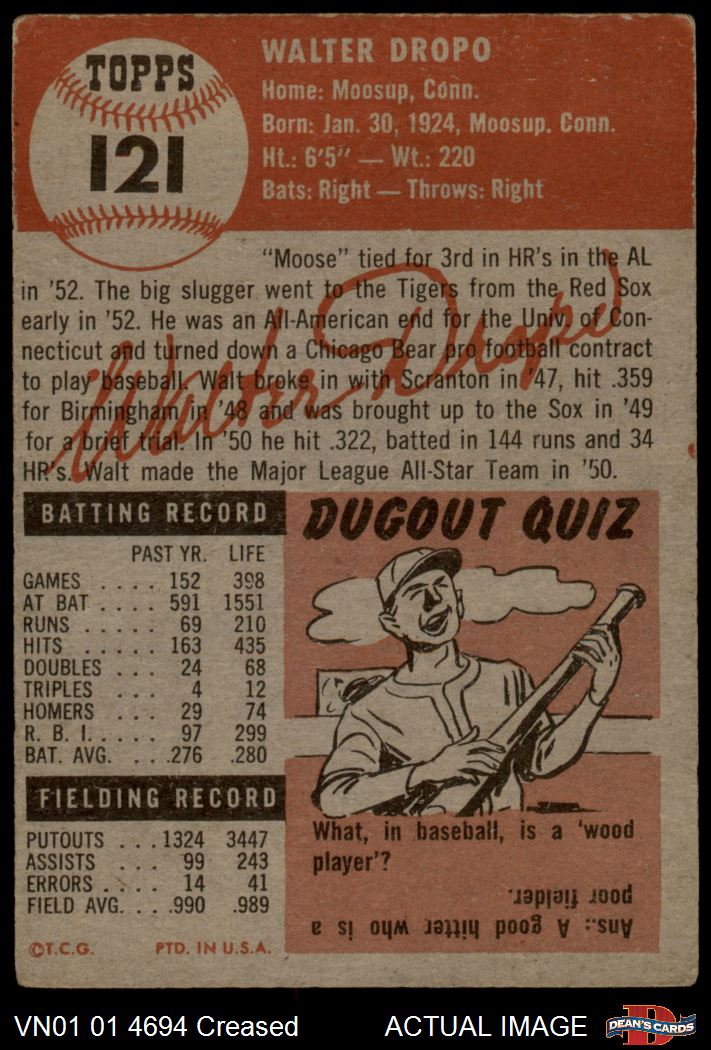 TOPPS
121
WALTER DROPO
Home: Moosup, Conn.
Born: Jan. 30, 1924, Moosup. Conn.
Ht.: 6'5" — Wt.: 220
Bats: Right — Throws: Right
"Moose" tied for 3rd in HR's in the AL
in '52. The big slugger went to the Tigers from the Red Sox
early in '52. He was an All-American end for the Univ. of Con-
necticut and turned down a Chicago Bear pro football contract
to play baseball. Walt broke in with Scranton in '47, hit .359
for Birmingham in '48 and was brought up to the Sox in '49
for a brief trial. In '50 he hit .322, batted in 144 runs and 34
HR's. Walt made the Major League All-Star Team in '50.
Walter Dropo
BATTING RECORD
PAST YR. LIFE
GAMES .... 152 398
AT BAT .... 591 1551
RUNS ..... 69 210
HITS ..... 163 435
DOUBLES .... 24 68
TRIPLES .... 4 12
HOMERS ... 29 74
R. B. I. .... 97 299
BAT. AVG. ... .276 .280
FIELDING RECORD
PUTOUTS ... 1324 3447
ASSISTS .... 99 243
ERRORS .... 14 41
FIELD AVG. ... .990 .989
©T.C.G. PTD. IN U.S.A.
DUGOUT QUIZ
What, in baseball, is a 'wood
player'?
Ans.: A good hitter who is a
poor fielder.
VN01 01 4694 Creased ACTUAL IMAGE
DEAN'S CARDS